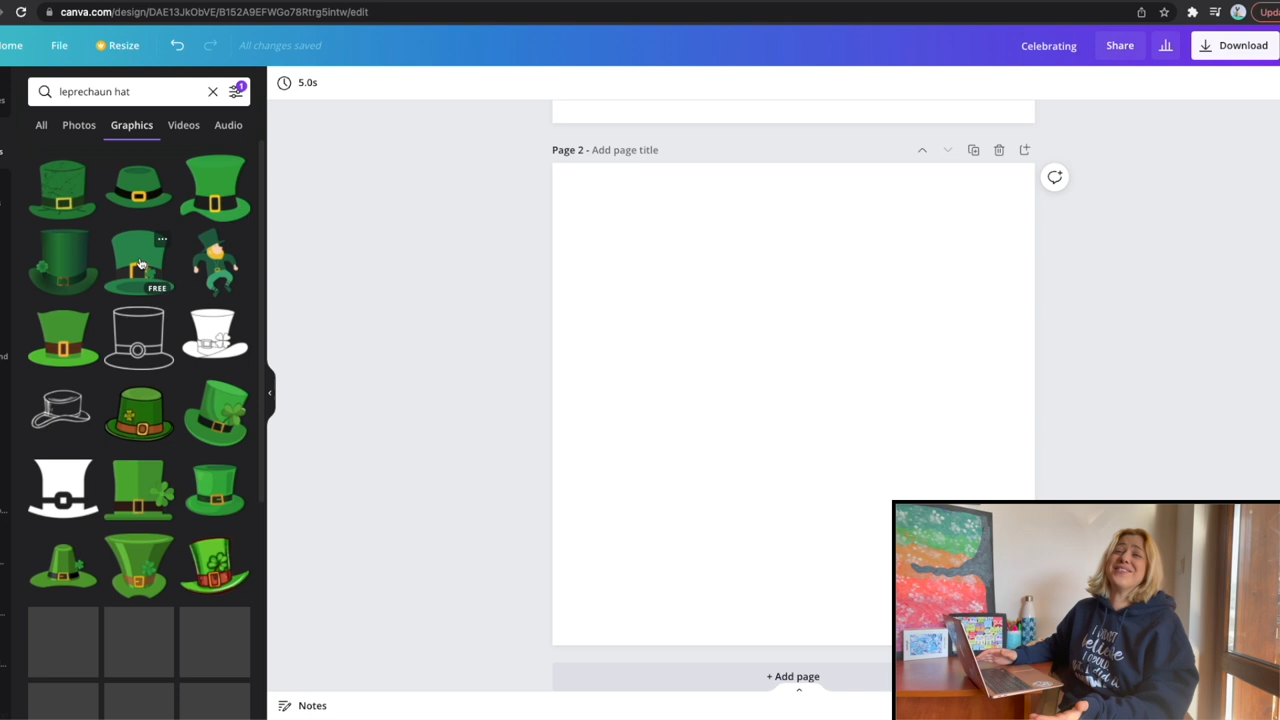 canva.com/design/DAE13JkObVE/B152A9EFWGo78Rtrg5intw/edit
ome File Resize All changes saved Celebrating Share Download
leprechaun hat 1 5.0s
All Photos Graphics Videos Audio
Page 2 - Add page title
FREE
+ Add page
Notes